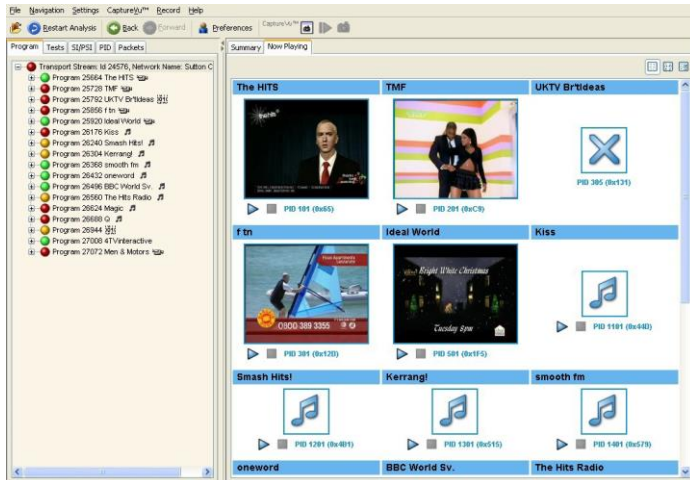 File Navigation Settings CaptureVu™ Record Help
Restart Analysis Back Forward Preferences CaptureVu™
Program Tests SI/PSI PID Packets
Transport Stream: Id 24576, Network Name: Sutton C
Program 25664 The HITS
Program 25728 TMF
Program 25792 UKTV Br'tIdeas
Program 25856 f tn
Program 25920 Ideal World
Program 26176 Kiss
Program 26240 Smash Hits!
Program 26304 Kerrang!
Program 26368 smooth fm
Program 26432 oneword
Program 26496 BBC World Sv.
Program 26560 The Hits Radio
Program 26624 Magic
Program 26688 Q
Program 26944
Program 27008 4TVinteractive
Program 27072 Men & Motors
Summary Now Playing
The HITS TMF UKTV Br'tIdeas
PID 101 (0x65) PID 201 (0xC9) PID 305 (0x131)
f tn Ideal World Kiss
0800 389 3355
Bright White Christmas
Tuesday 8pm
PID 301 (0x12D) PID 501 (0x1F5) PID 1101 (0x44D)
Smash Hits! Kerrang! smooth fm
PID 1201 (0x4B1) PID 1301 (0x515) PID 1401 (0x579)
oneword BBC World Sv. The Hits Radio